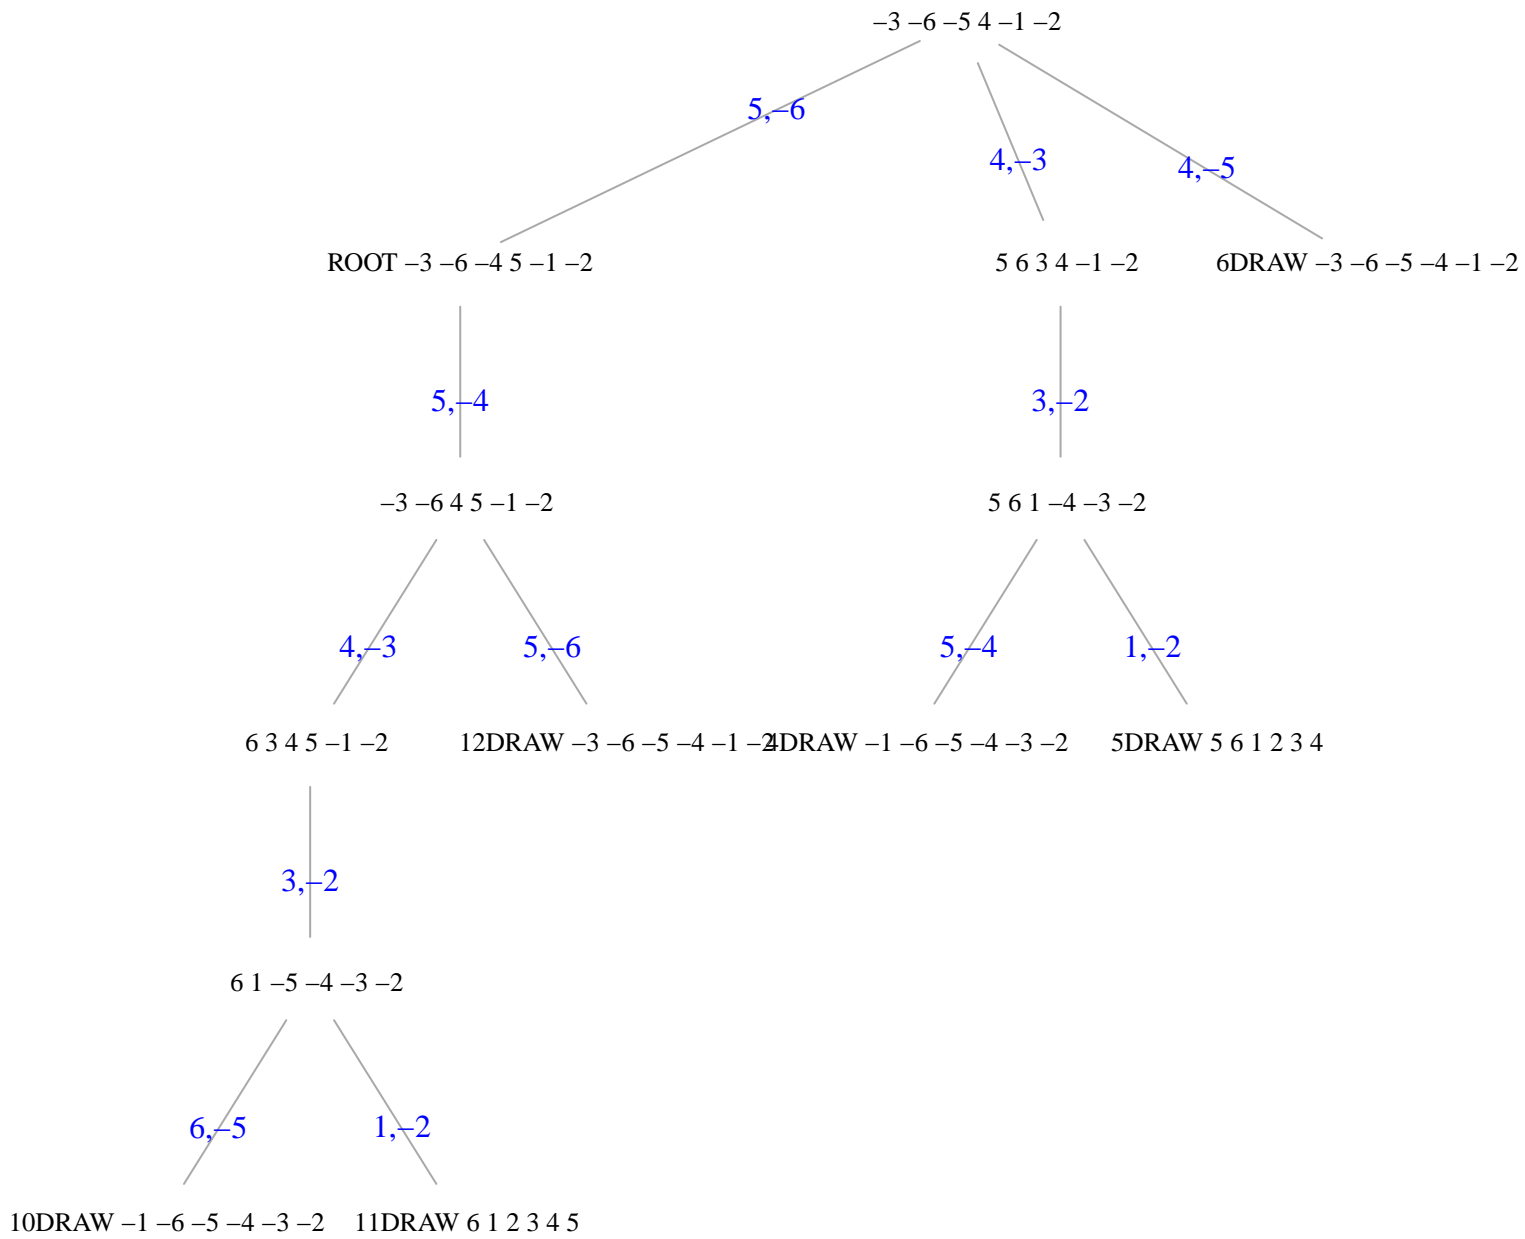 –3 –6 –5 4 –1 –2
5,–6
4,–3
4,–5
ROOT –3 –6 –4 5 –1 –2
5 6 3 4 –1 –2
6DRAW –3 –6 –5 –4 –1 –2
5,–4
3,–2
–3 –6 4 5 –1 –2
5 6 1 –4 –3 –2
4,–3
5,–6
5,–4
1,–2
6 3 4 5 –1 –2
12DRAW –3 –6 –5 –4 –1 –2
4DRAW –1 –6 –5 –4 –3 –2
5DRAW 5 6 1 2 3 4
3,–2
6 1 –5 –4 –3 –2
6,–5
1,–2
10DRAW –1 –6 –5 –4 –3 –2
11DRAW 6 1 2 3 4 5